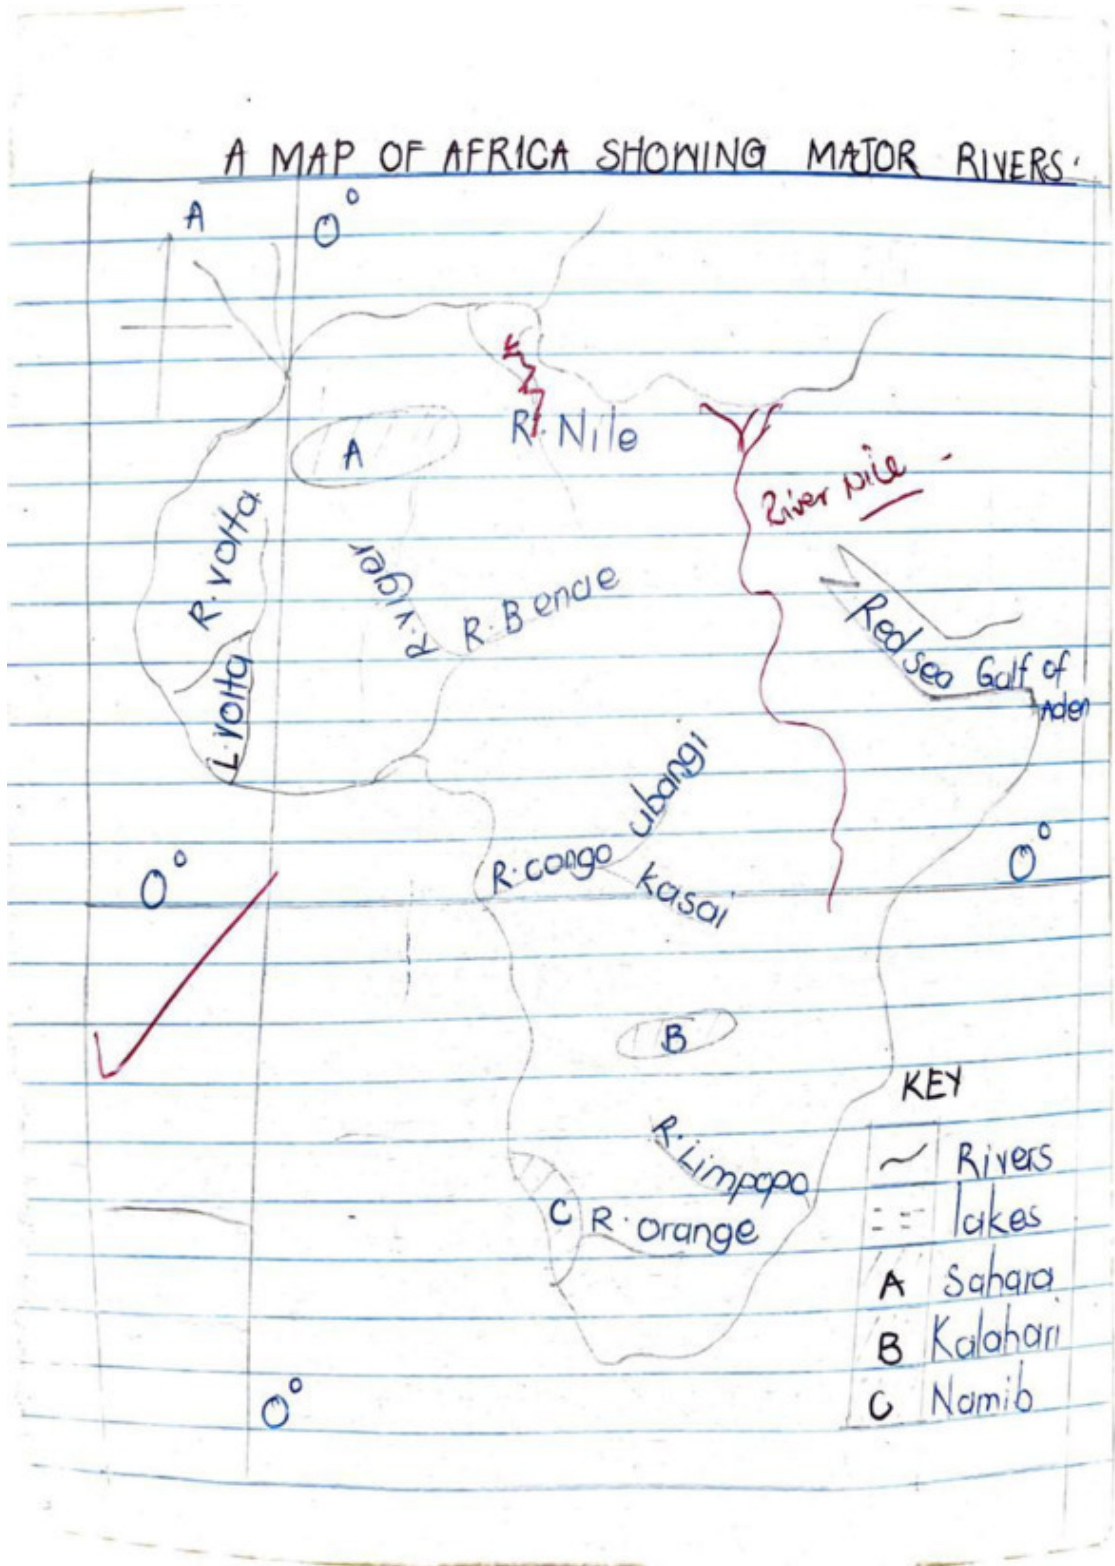 A MAP OF AFRICA SHOWING MAJOR RIVERS.
A
0°
A
R. Nile
River Nile
R. volta
R. viger
R. Benue
Red sea
Gulf of
Aden
L. volta
ubangi
R. congo
kasai
0°
0°
B
KEY
R. Limpopo
C
R. orange
Rivers
lakes
A Sahara
B Kalahari
C Namib
0°